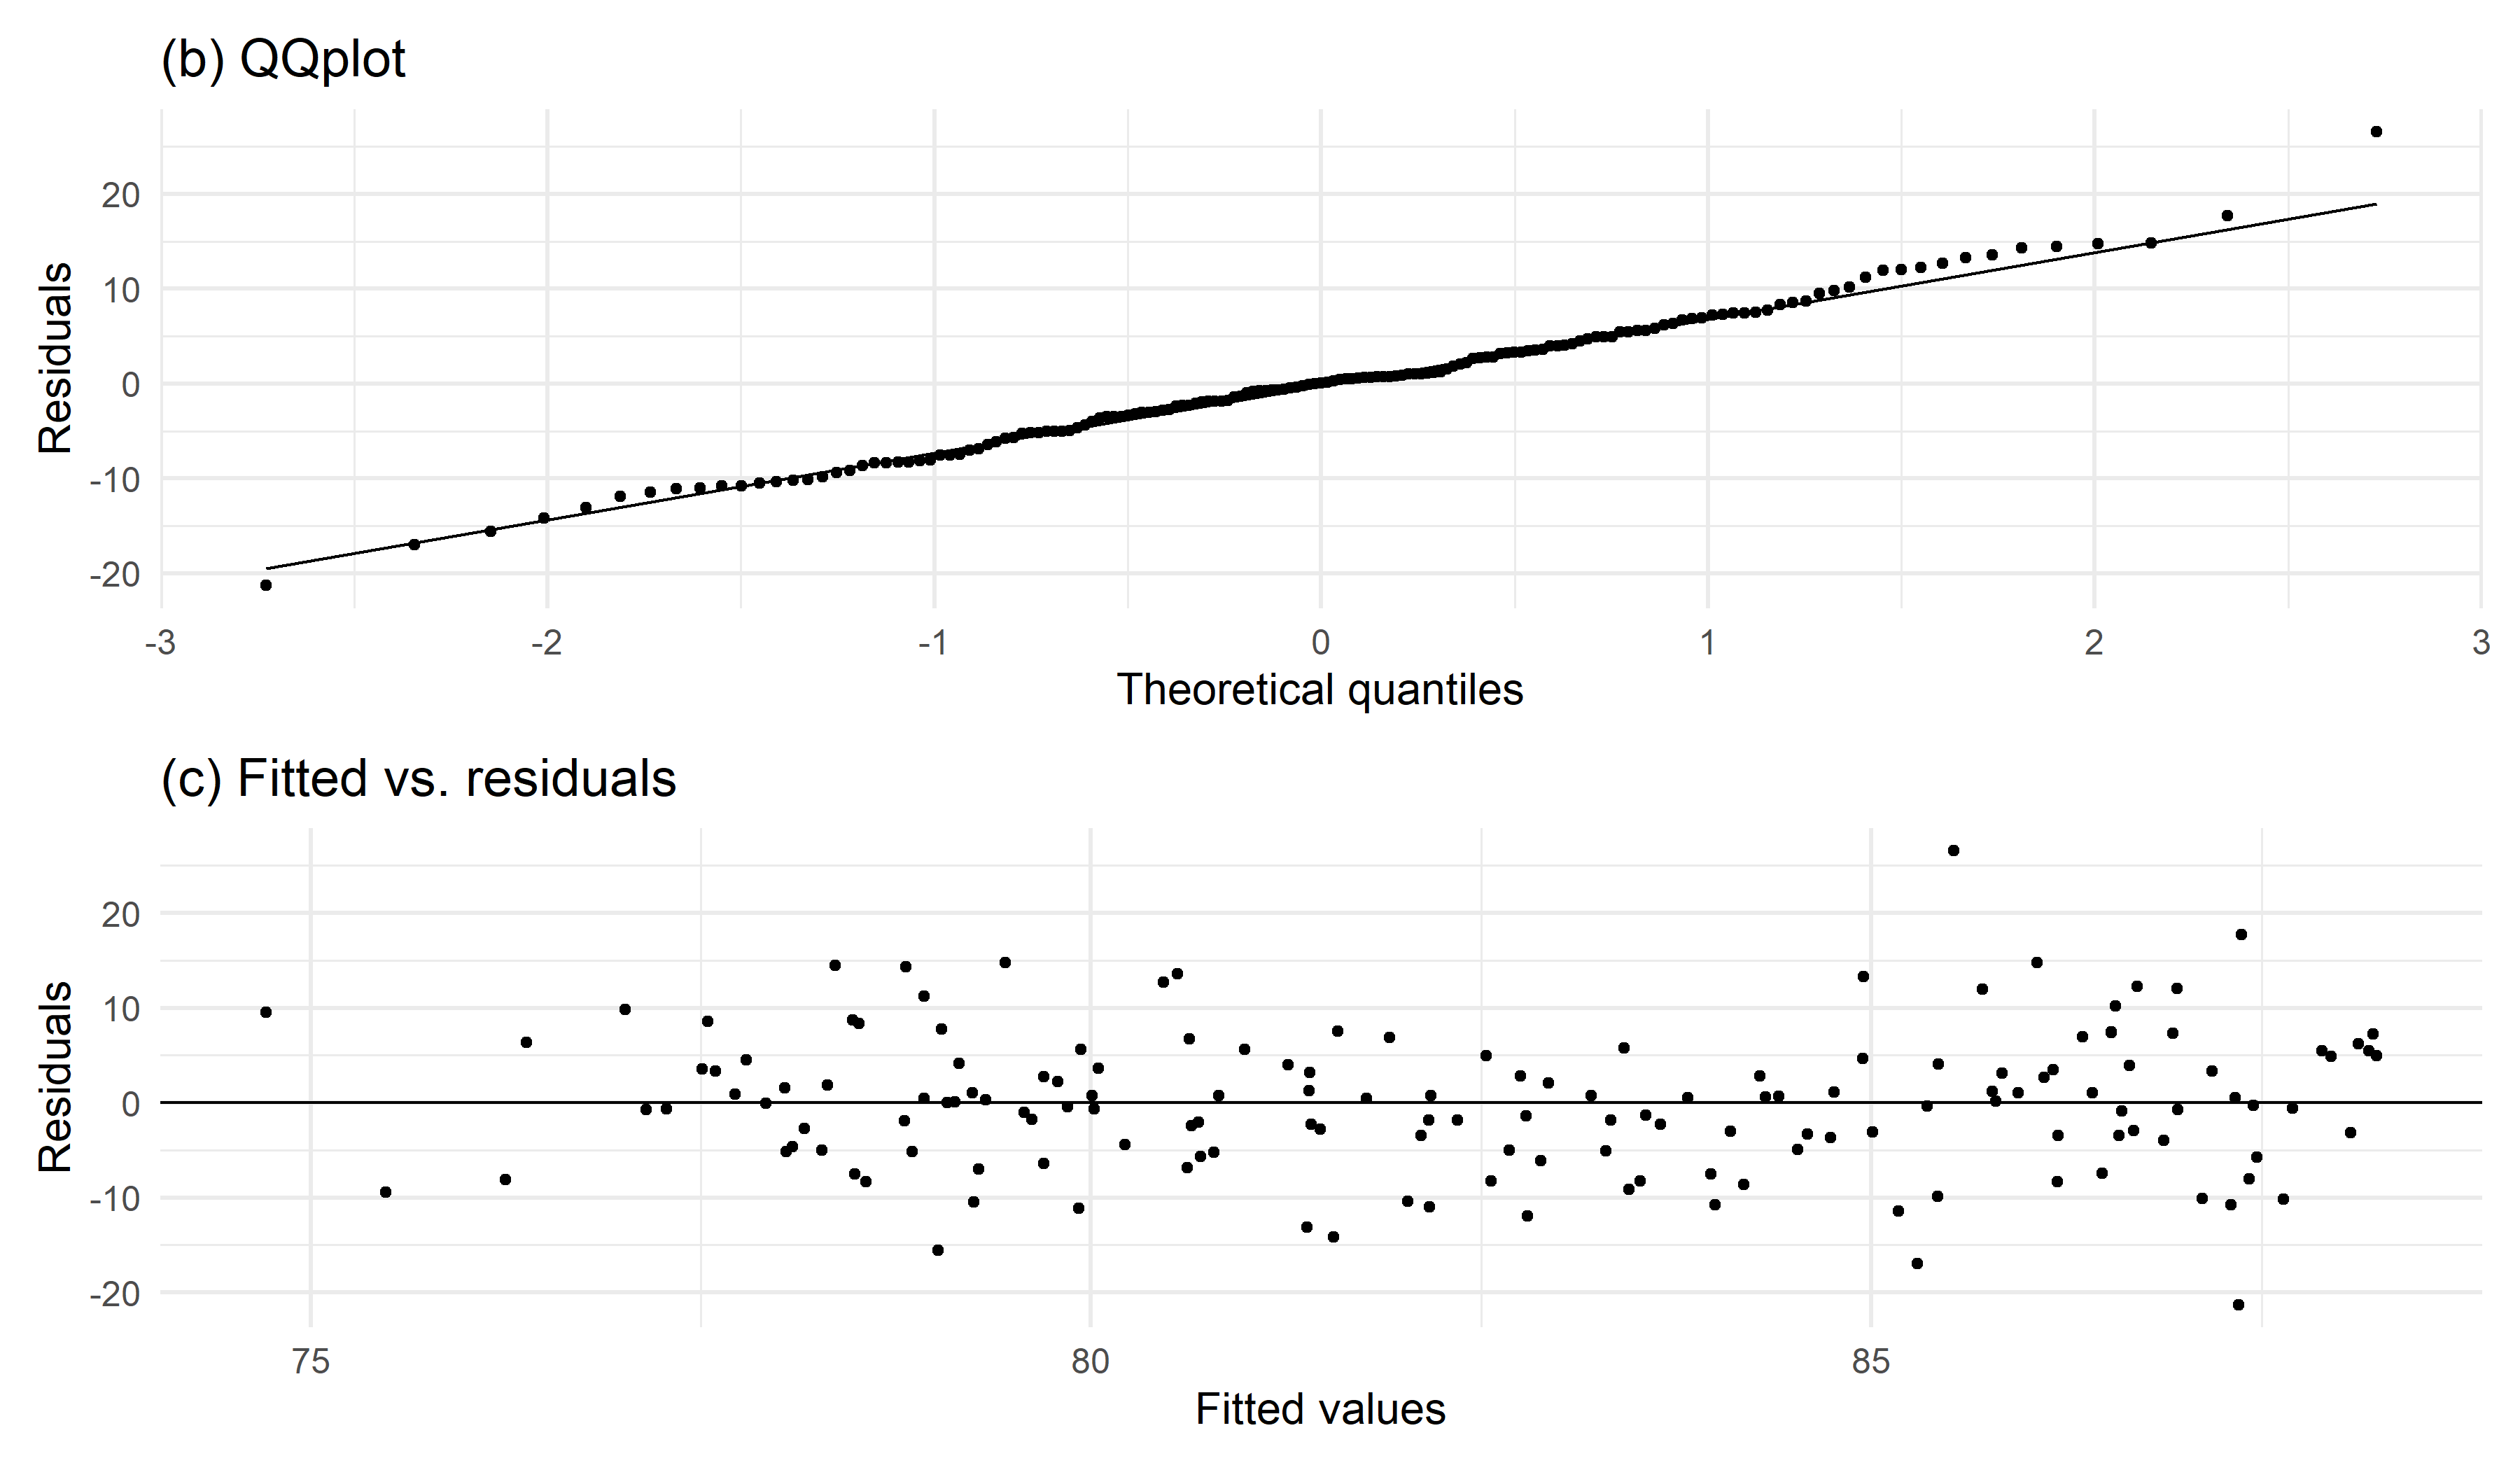 (b) QQplot
Residuals
20
10
0
-10
-20
-3 -2 -1 0 1 2 3
Theoretical quantiles
(c) Fitted vs. residuals
Residuals
20
10
0
-10
-20
75 80 85
Fitted values